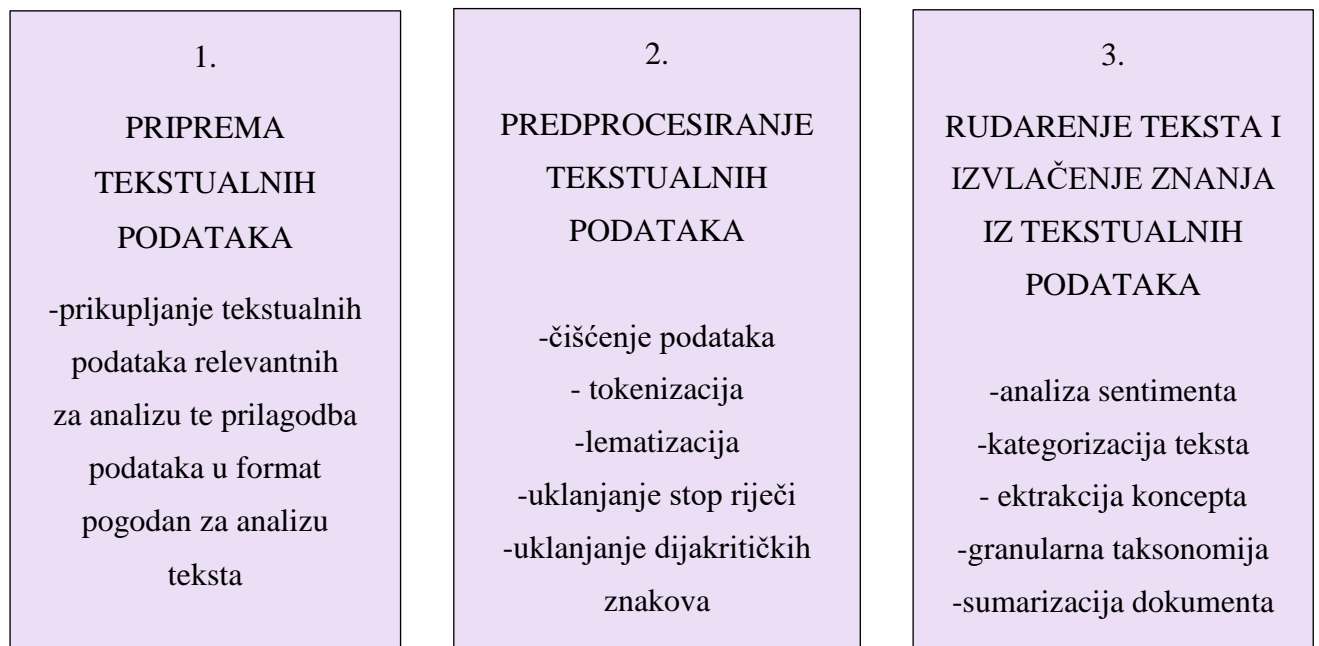 1.
PRIPREMA
TEKSTUALNIH
PODATAKA
-prikupljanje tekstualnih
podataka relevantnih
za analizu te prilagodba
podataka u format
pogodan za analizu
teksta
2.
PREDPROCESIRANJE
TEKSTUALNIH
PODATAKA
-čišćenje podataka
- tokenizacija
-lematizacija
-uklanjanje stop riječi
-uklanjanje dijakritičkih
znakova
3.
RUDARENJE TEKSTA I
IZVLAČENJE ZNANJA
IZ TEKSTUALNIH
PODATAKA
-analiza sentimenta
-kategorizacija teksta
- ektrakcija koncepta
-granularna taksonomija
-sumarizacija dokumenta